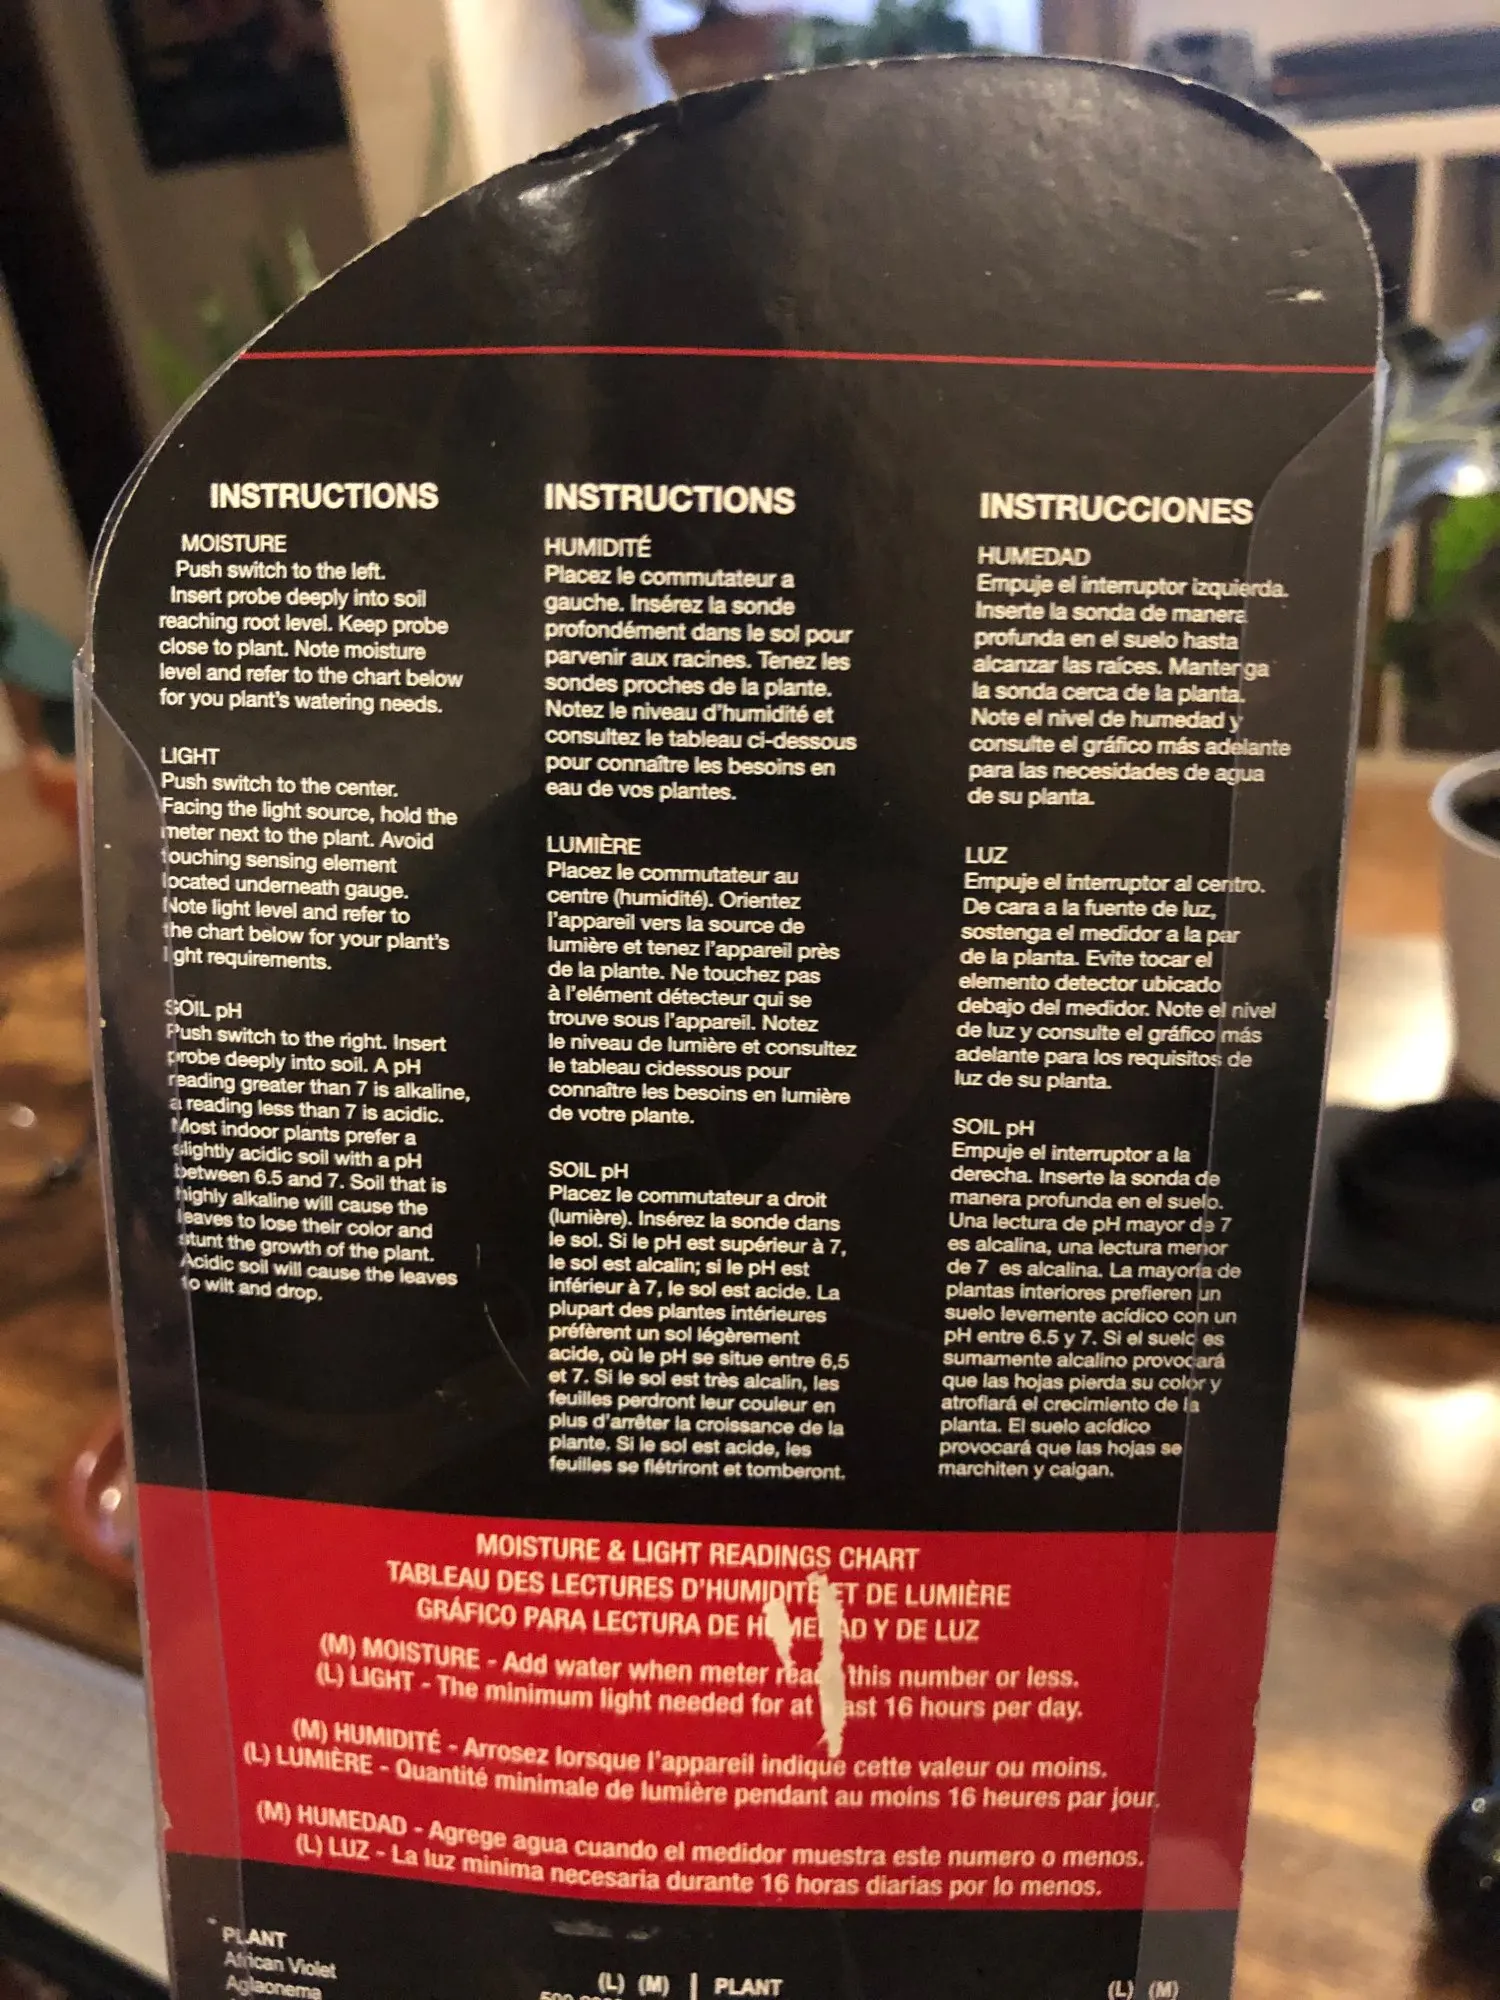 INSTRUCTIONS
MOISTURE
Push switch to the left.
Insert probe deeply into soil
reaching root level. Keep probe
close to plant. Note moisture
level and refer to the chart below
for you plant's watering needs.
LIGHT
Push switch to the center.
Facing the light source, hold the
meter next to the plant. Avoid
touching sensing element
located underneath gauge.
Note light level and refer to
the chart below for your plant's
light requirements.
SOIL pH
Push switch to the right. Insert
probe deeply into soil. A pH
reading greater than 7 is alkaline,
a reading less than 7 is acidic.
Most indoor plants prefer a
slightly acidic soil with a pH
between 6.5 and 7. Soil that is
highly alkaline will cause the
leaves to lose their color and
stunt the growth of the plant.
Acidic soil will cause the leaves
to wilt and drop.
INSTRUCTIONS
HUMIDITÉ
Placez le commutateur a
gauche. Insérez la sonde
profondément dans le sol pour
parvenir aux racines. Tenez les
sondes proches de la plante.
Notez le niveau d'humidité et
consultez le tableau ci-dessous
pour connaître les besoins en
eau de vos plantes.
LUMIÈRE
Placez le commutateur au
centre (humidité). Orientez
l'appareil vers la source de
lumière et tenez l'appareil près
de la plante. Ne touchez pas
à l'elément détecteur qui se
trouve sous l'appareil. Notez
le niveau de lumière et consultez
le tableau cidessous pour
connaître les besoins en lumière
de votre plante.
SOIL pH
Placez le commutateur a droit
(lumière). Insérez la sonde dans
le sol. Si le pH est supérieur à 7,
le sol est alcalin; si le pH est
inférieur à 7, le sol est acide. La
plupart des plantes intérieures
préfèrent un sol légèrement
acide, où le pH se situe entre 6,5
et 7. Si le sol est très alcalin, les
feuilles perdront leur couleur en
plus d'arrêter la croissance de la
plante. Si le sol est acide, les
feuilles se flétriront et tomberont.
INSTRUCCIONES
HUMEDAD
Empuje el interruptor izquierda.
Inserte la sonda de manera
profunda en el suelo hasta
alcanzar las raíces. Mantenga
la sonda cerca de la planta.
Note el nivel de humedad y
consulte el gráfico más adelante
para las necesidades de agua
de su planta.
LUZ
Empuje el interruptor al centro.
De cara a la fuente de luz,
sostenga el medidor a la par
de la planta. Evite tocar el
elemento detector ubicado
debajo del medidor. Note el nivel
de luz y consulte el gráfico más
adelante para los requisitos de
luz de su planta.
SOIL pH
Empuje el interruptor a la
derecha. Inserte la sonda de
manera profunda en el suelo.
Una lectura de pH mayor de 7
es alcalina, una lectura menor
de 7 es alcalina. La mayoría de
plantas interiores prefieren un
suelo levemente acídico con un
pH entre 6.5 y 7. Si el suelo es
sumamente alcalino provocará
que las hojas pierda su color y
atrofiará el crecimiento de la
planta. El suelo acídico
provocará que las hojas se
marchiten y caigan.
MOISTURE & LIGHT READINGS CHART
TABLEAU DES LECTURES D'HUMIDITÉ ET DE LUMIÈRE
GRÁFICO PARA LECTURA DE HUMEDAD Y DE LUZ
(M) MOISTURE - Add water when meter reads this number or less.
(L) LIGHT - The minimum light needed for at least 16 hours per day.
(M) HUMIDITÉ - Arrosez lorsque l'appareil indique cette valeur ou moins.
(L) LUMIÈRE - Quantité minimale de lumière pendant au moins 16 heures par jour.
(M) HUMEDAD - Agrege agua cuando el medidor muestra este numero o menos.
(L) LUZ - La luz minima necesaria durante 16 horas diarias por lo menos.
PLANT (L) (M) | PLANT (L) (M)
African Violet
Aglaonema